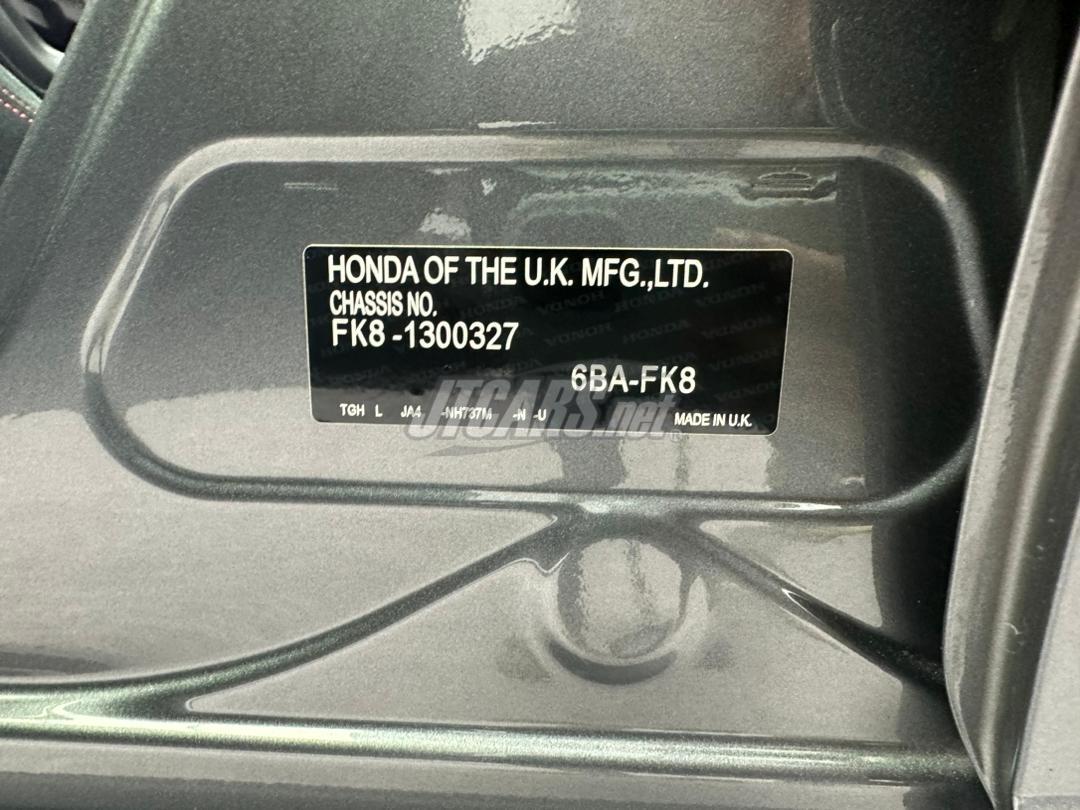 HONDA OF THE U.K. MFG.,LTD.
CHASSIS NO.
FK8 -1300327
6BA-FK8
TGH L JA4 -NH737M -N -U
MADE IN U.K.
JTCARS.net